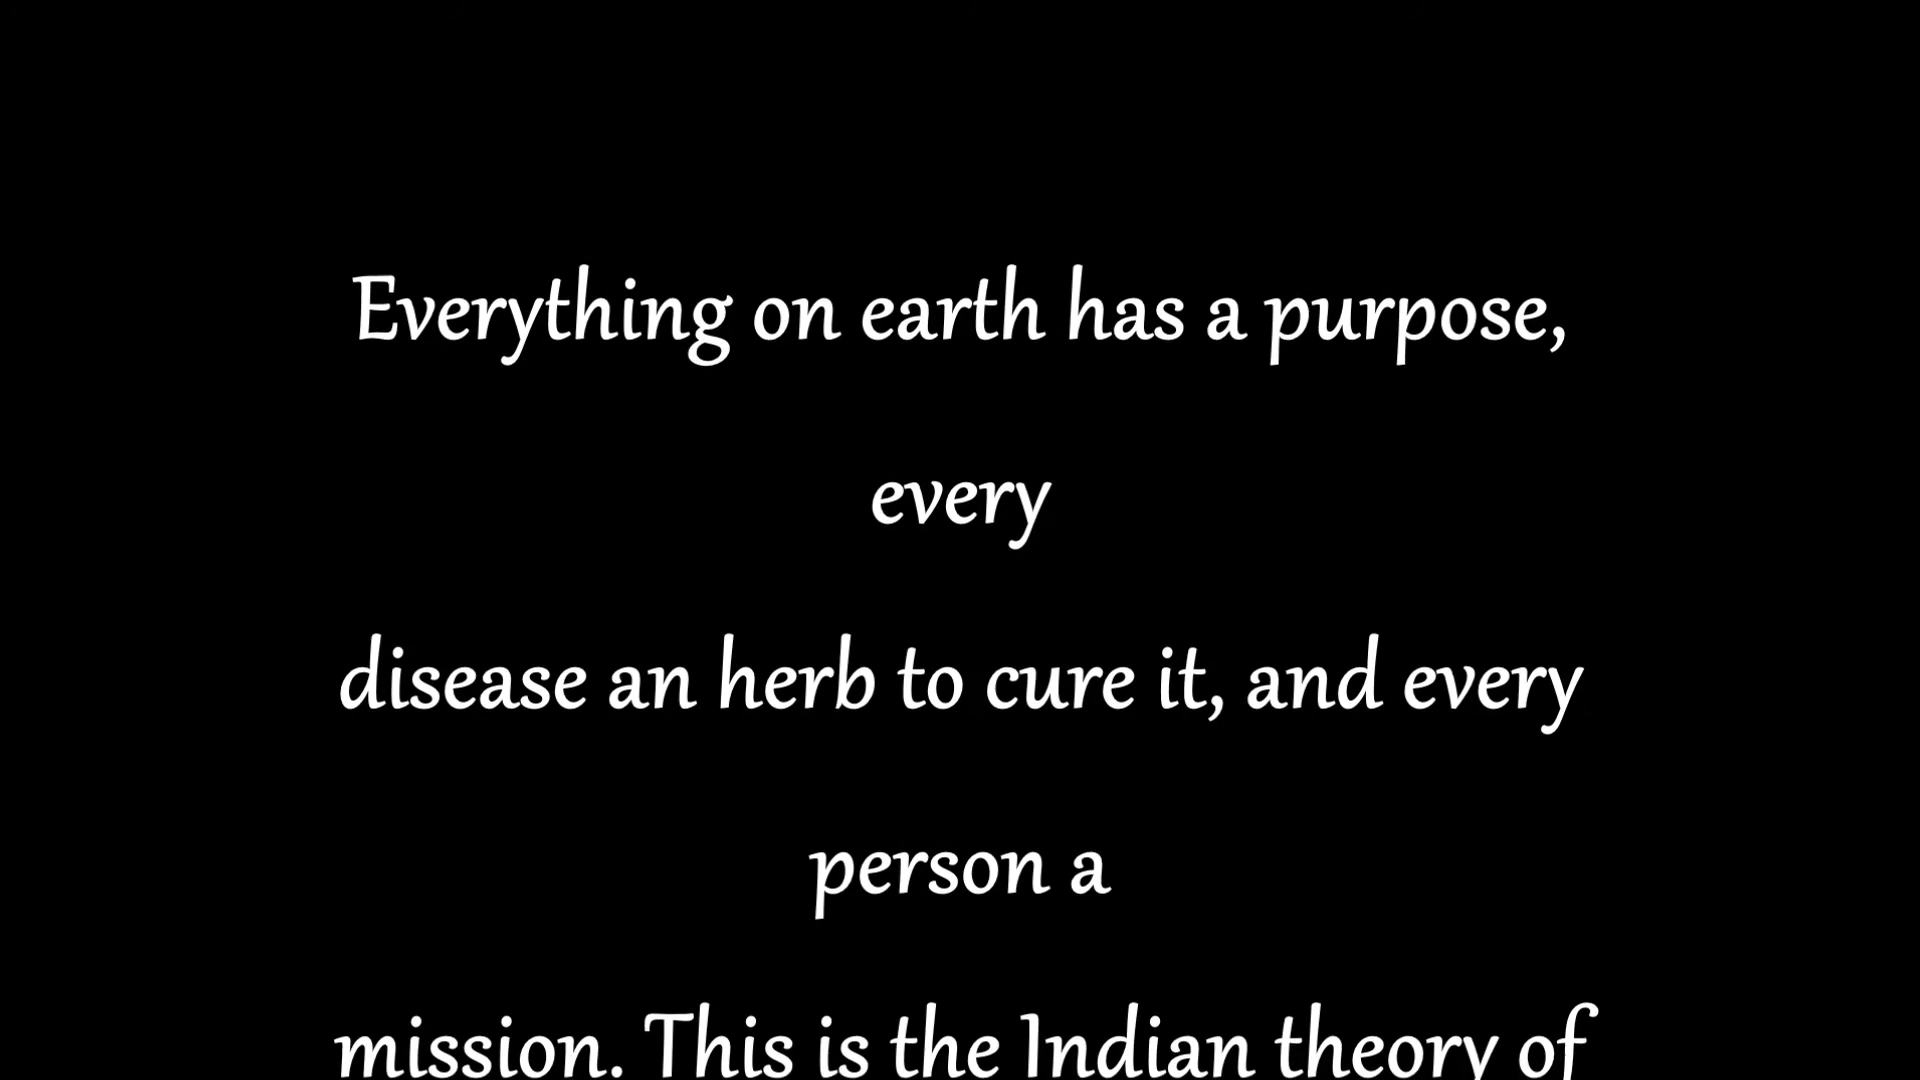 Everything on earth has a purpose,
every
disease an herb to cure it, and every
person a
mission. This is the Indian theory of